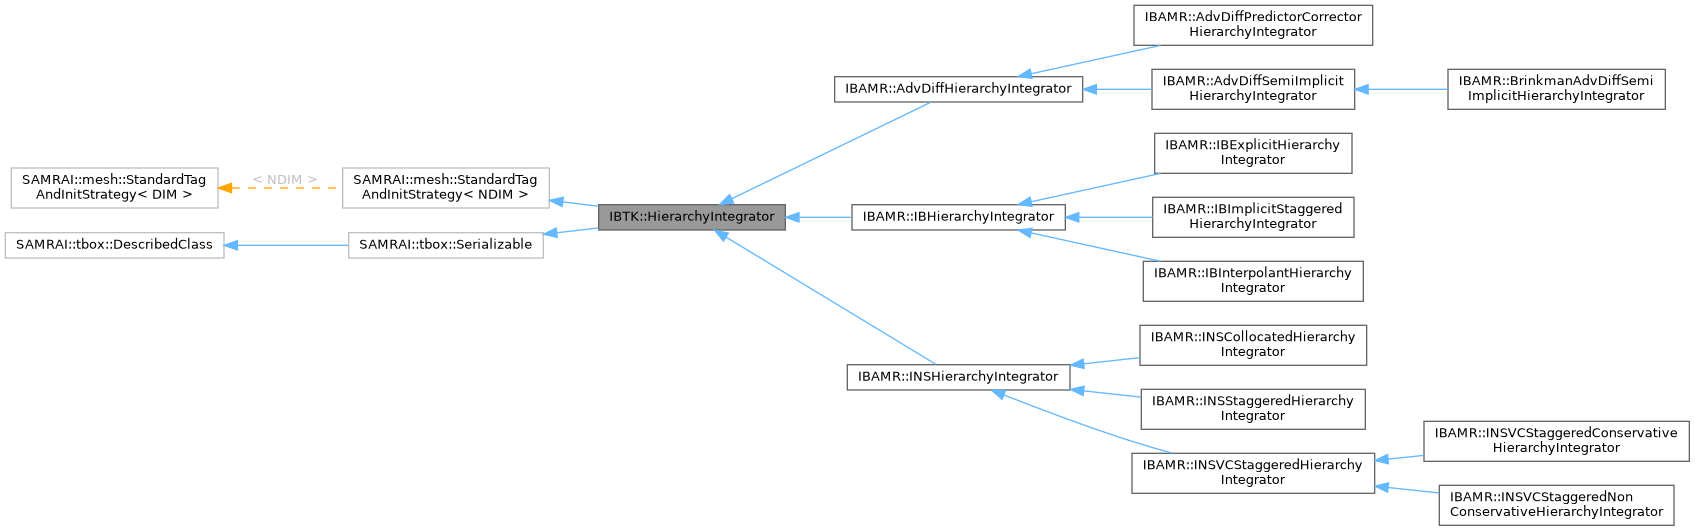 IBAMR::AdvDiffPredictorCorrector
HierarchyIntegrator
IBAMR::AdvDiffHierarchyIntegrator
IBAMR::AdvDiffSemiImplicit
HierarchyIntegrator
IBAMR::BrinkmanAdvDiffSemi
ImplicitHierarchyIntegrator
IBAMR::IBExplicitHierarchy
Integrator
SAMRAI::mesh::StandardTag
AndInitStrategy< DIM >
< NDIM >
SAMRAI::mesh::StandardTag
AndInitStrategy< NDIM >
IBTK::HierarchyIntegrator
IBAMR::IBHierarchyIntegrator
IBAMR::IBImplicitStaggered
HierarchyIntegrator
SAMRAI::tbox::DescribedClass
SAMRAI::tbox::Serializable
IBAMR::IBInterpolantHierarchy
Integrator
IBAMR::INSCollocatedHierarchy
Integrator
IBAMR::INSHierarchyIntegrator
IBAMR::INSStaggeredHierarchy
Integrator
IBAMR::INSVCStaggeredHierarchy
Integrator
IBAMR::INSVCStaggeredConservative
HierarchyIntegrator
IBAMR::INSVCStaggeredNon
ConservativeHierarchyIntegrator